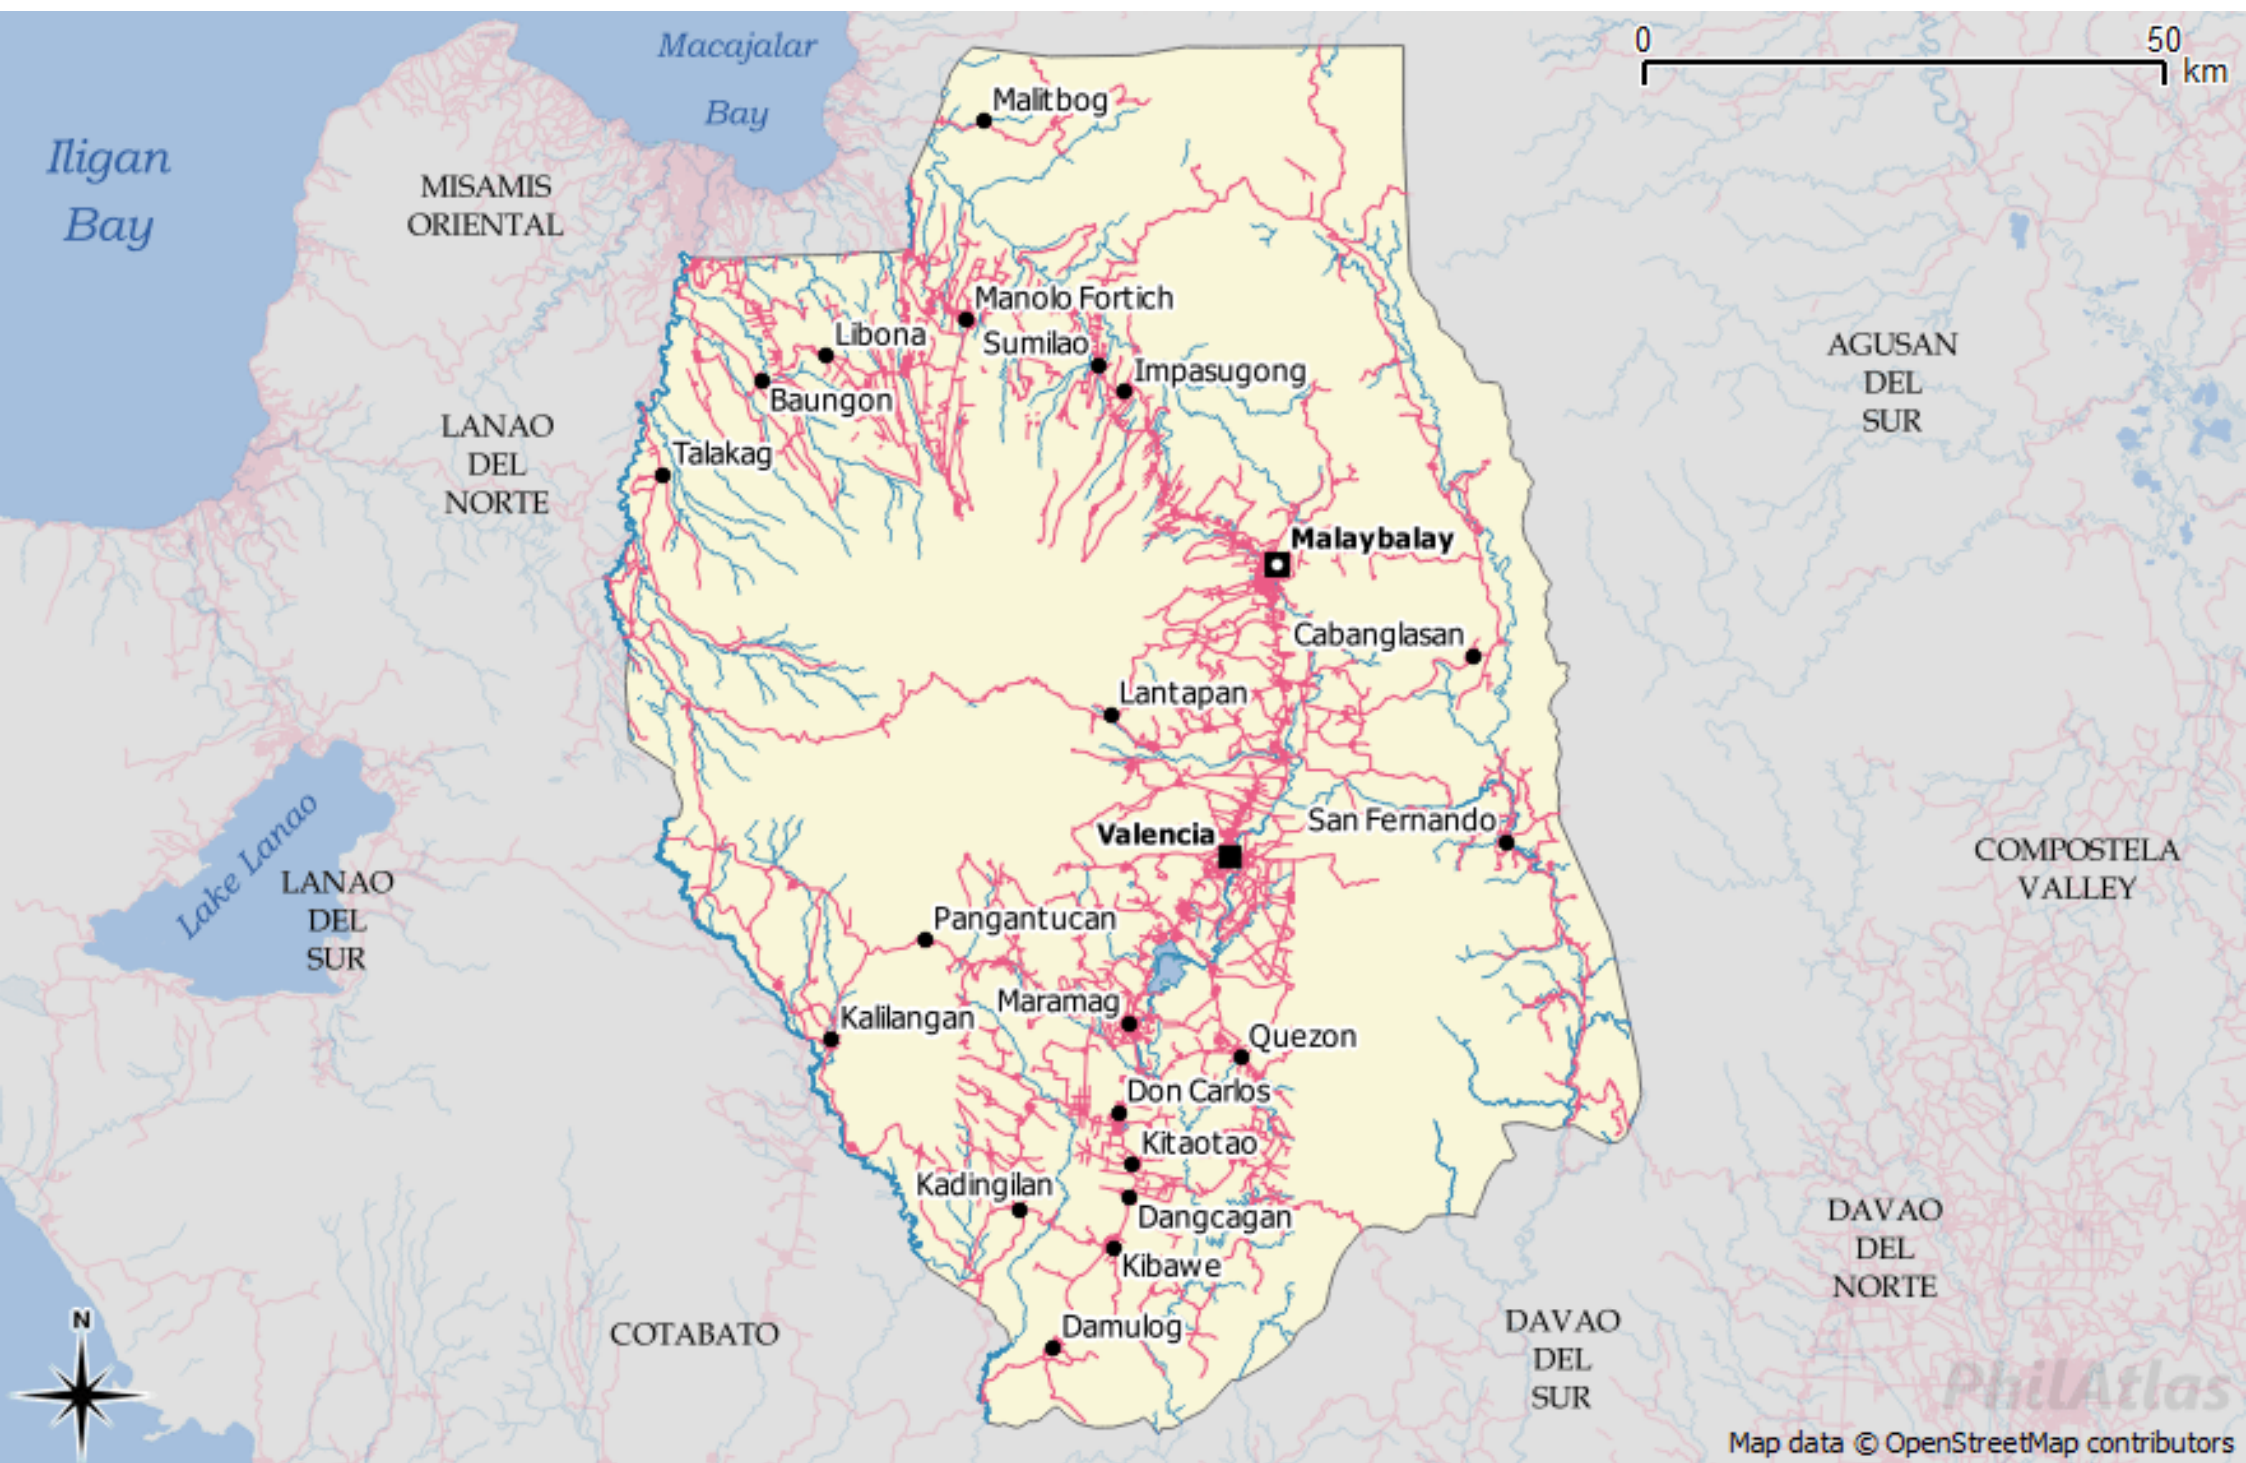 0 50
km
Macajalar
Bay
Malitbog
Iligan
Bay
MISAMIS
ORIENTAL
Manolo Fortich
Libona
Sumilao
Impasugong
Baungon
AGUSAN
DEL
SUR
LANAO
DEL
NORTE
Talakag
Malaybalay
Cabanglasan
Lantapan
San Fernando
Valencia
Lake Lanao
LANAO
DEL
SUR
COMPOSTELA
VALLEY
Pangantucan
Maramag
Kalilangan
Quezon
Don Carlos
Kitaotao
Kadingilan
Dangcagan
Kibawe
DAVAO
DEL
NORTE
N
COTABATO
Damulog
DAVAO
DEL
SUR
PhilAtlas
Map data © OpenStreetMap contributors